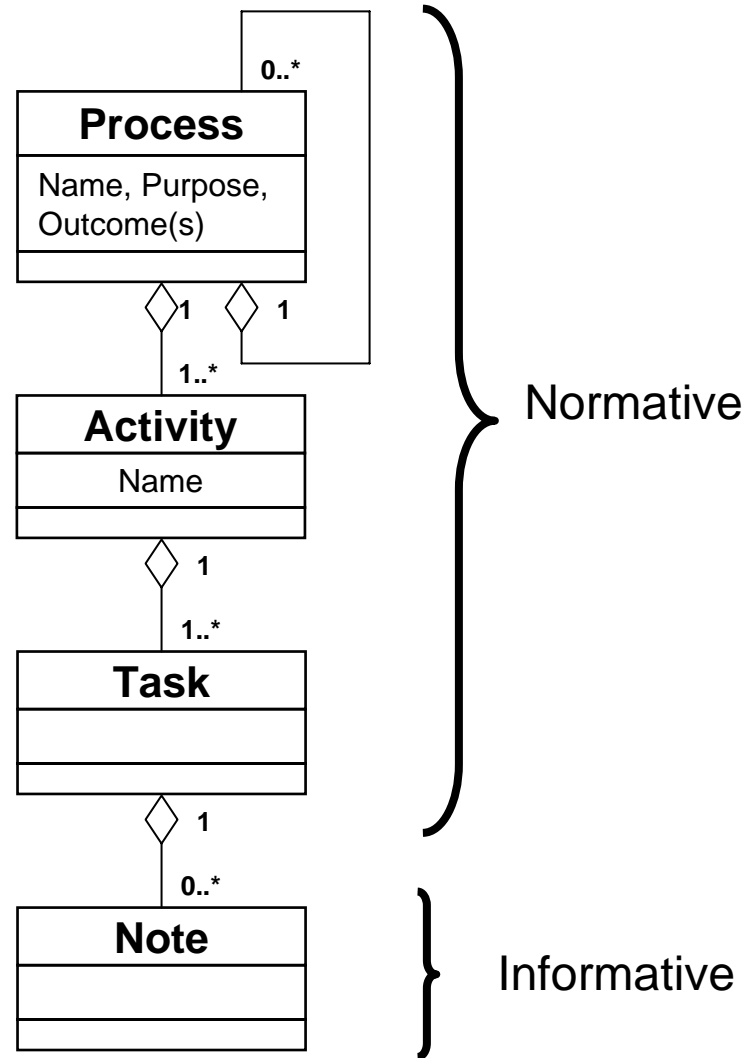 0..*
Process
Name, Purpose,
Outcome(s)
1
1
1..*
Normative
Activity
Name
1
1..*
Task
1
0..*
Note
Informative